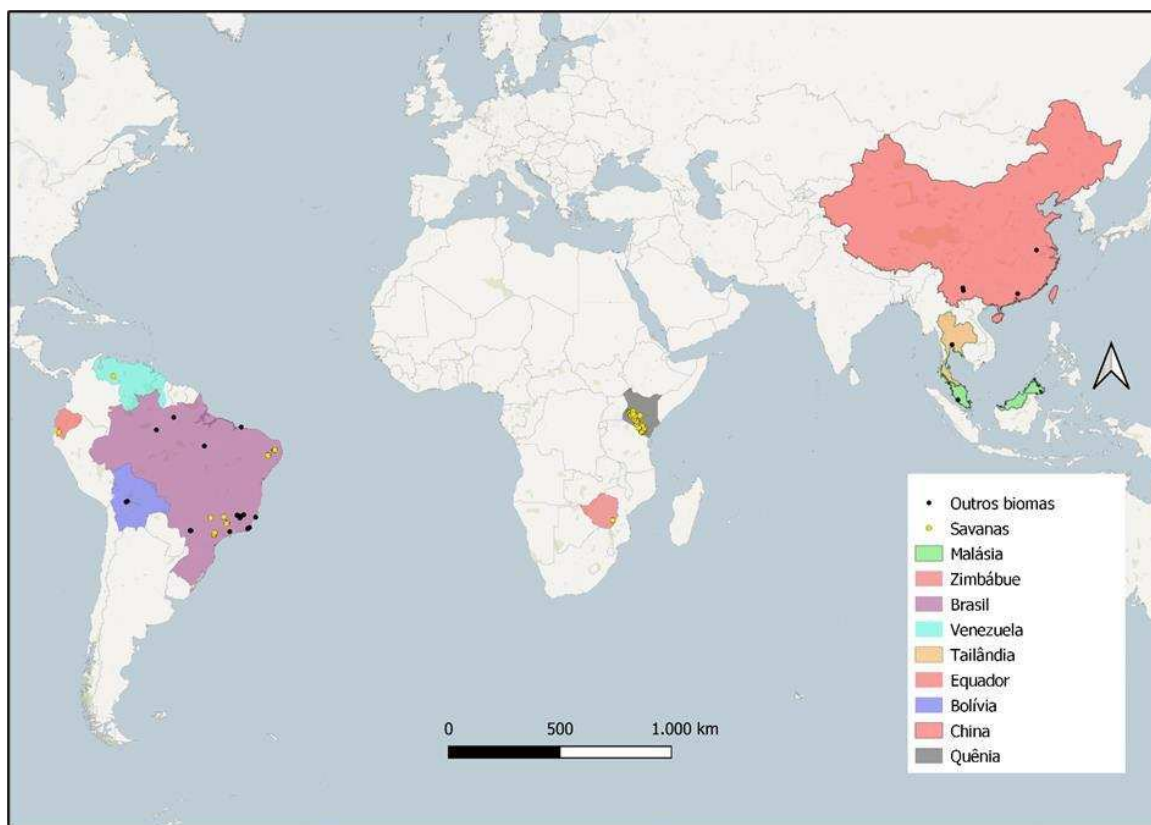 Outros biomas
Savanas
Malásia
Zimbábue
Brasil
Venezuela
Tailândia
Equador
Bolívia
China
Quênia
0 500 1.000 km